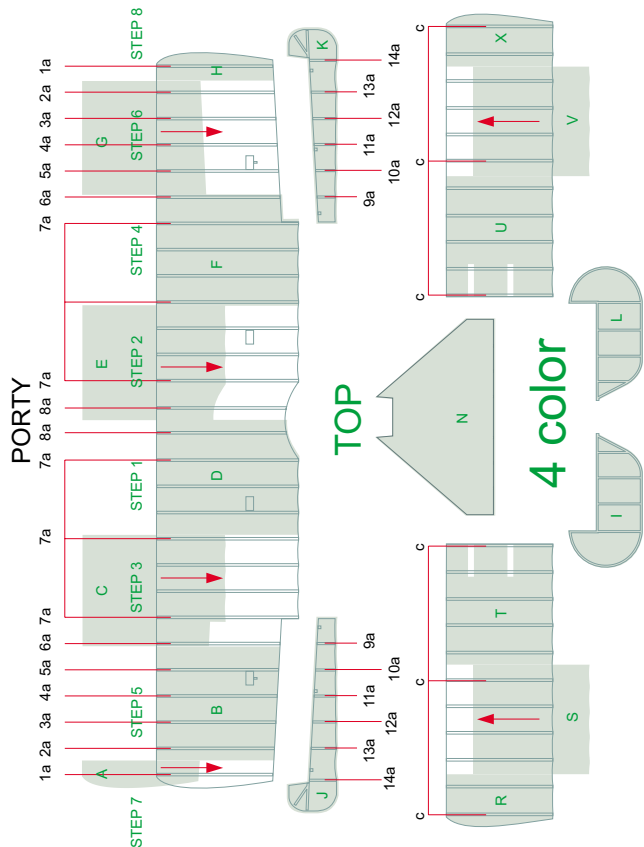 PORTY
1a 2a 3a 4a 5a 6a 7a 7a 7a 8a 8a 7a 7a 6a 5a 4a 3a 2a 1a
A C E G
STEP 7 STEP 5 STEP 3 STEP 1 STEP 2 STEP 4 STEP 6 STEP 8
B D F H
J TOP K
14a 13a 12a 11a 10a 9a 9a 10a 11a 12a 13a 14a
c c c c c c
N
R T U X
4 color
S V
I L